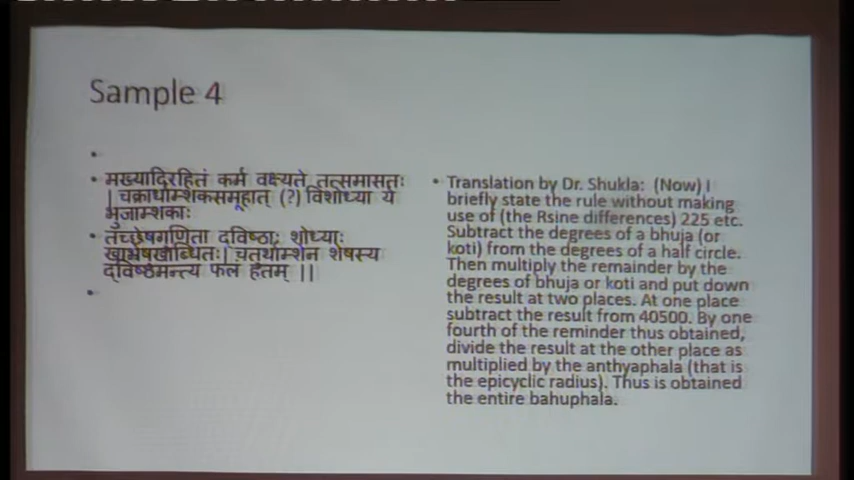 Sample 4
मख्यादिरहितं कर्म वक्ष्यते तत्समासतः
| चक्रार्धाम्शकसमूहात् (?) विशोध्या ये
भुजाम्शकाः
तच्छेषगुणिता दविष्ठाः शोध्याः
खाभ्रेषुखाब्धितः| चतुर्थाम्शेन शेषस्य
द्विष्ठमन्त्य फलं हतम् ||
Translation by Dr. Shukla: (Now) I
briefly state the rule without making
use of (the Rsine differences) 225 etc.
Subtract the degrees of a bhuja (or
koti) from the degrees of a half circle.
Then multiply the remainder by the
degrees of bhuja or koti and put down
the result at two places. At one place
subtract the result from 40500. By one
fourth of the reminder thus obtained,
divide the result at the other place as
multiplied by the anthyaphala (that is
the epicyclic radius). Thus is obtained
the entire bahuphala.